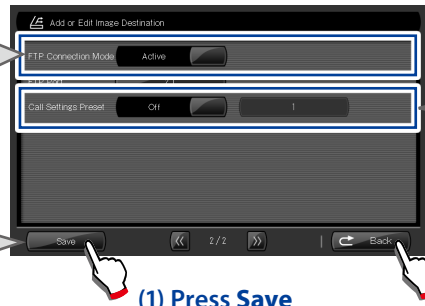 Add or Edit Image Destination
FTP Connection Mode Active
Call Settings Preset Off 1
Save 2/2 Back
(1) Press Save